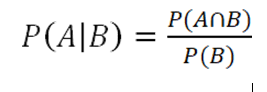 P(A|B) = P(A∩B) / P(B)